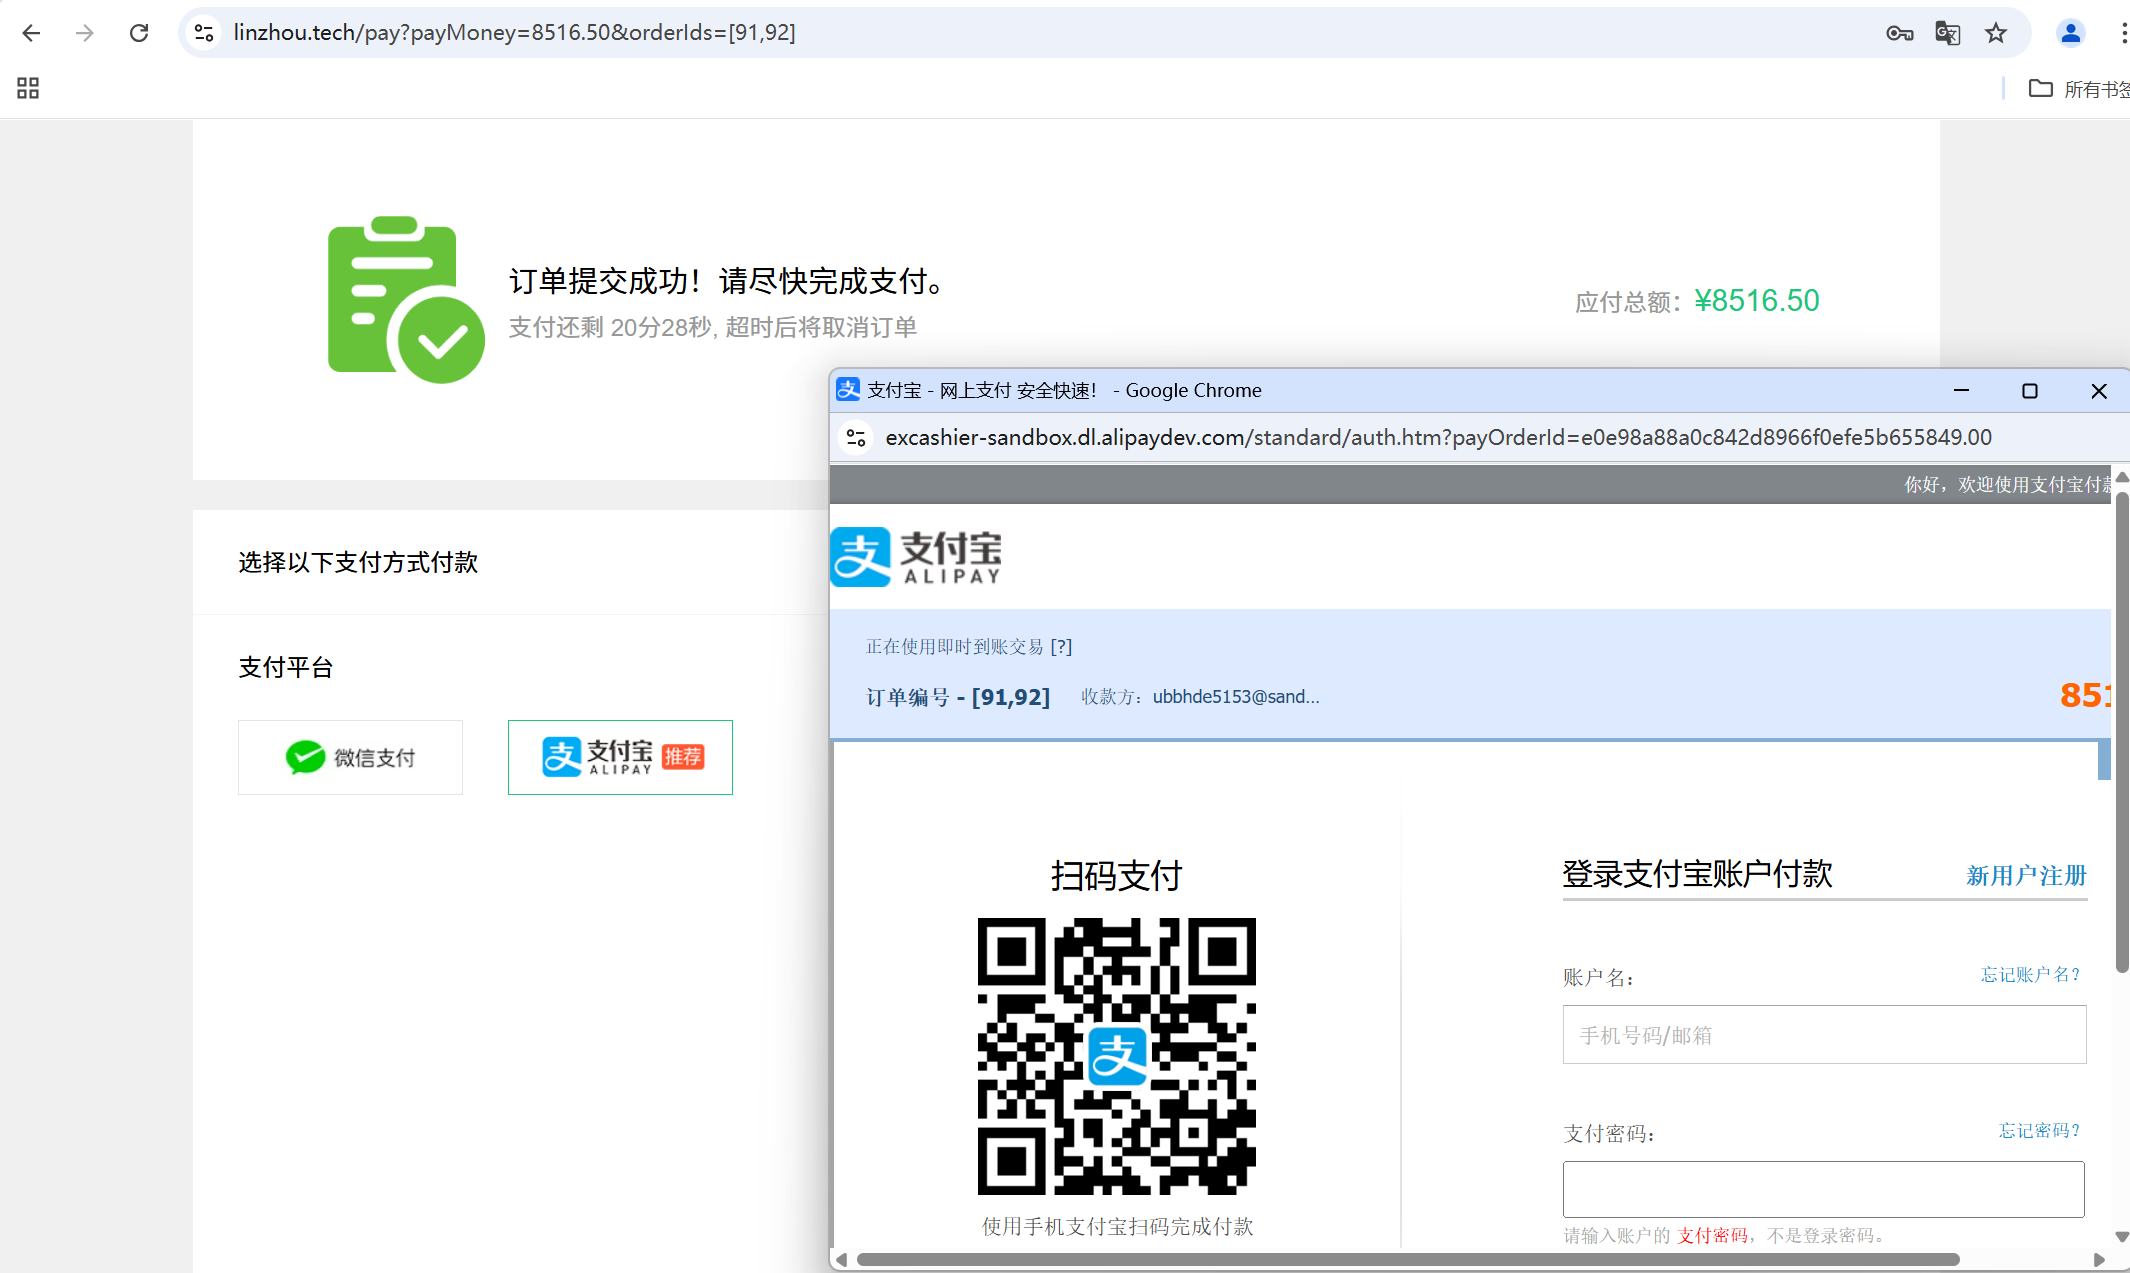 linzhou.tech/pay?payMoney=8516.50&orderIds=[91,92]
所有书签
订单提交成功！请尽快完成支付。
支付还剩 20分28秒, 超时后将取消订单
应付总额：¥8516.50
选择以下支付方式付款
支付平台
微信支付
支付宝 ALIPAY 推荐
支付宝 - 网上支付 安全快速！ - Google Chrome
excashier-sandbox.dl.alipaydev.com/standard/auth.htm?payOrderId=e0e98a88a0c842d8966f0efe5b655849.00
你好，欢迎使用支付宝付款
支付宝
ALIPAY
正在使用即时到账交易 [?]
订单编号 - [91,92] 收款方：ubbhde5153@sand...
851
扫码支付
使用手机支付宝扫码完成付款
登录支付宝账户付款 新用户注册
账户名： 忘记账户名？
手机号码/邮箱
支付密码： 忘记密码？
请输入账户的 支付密码，不是登录密码。